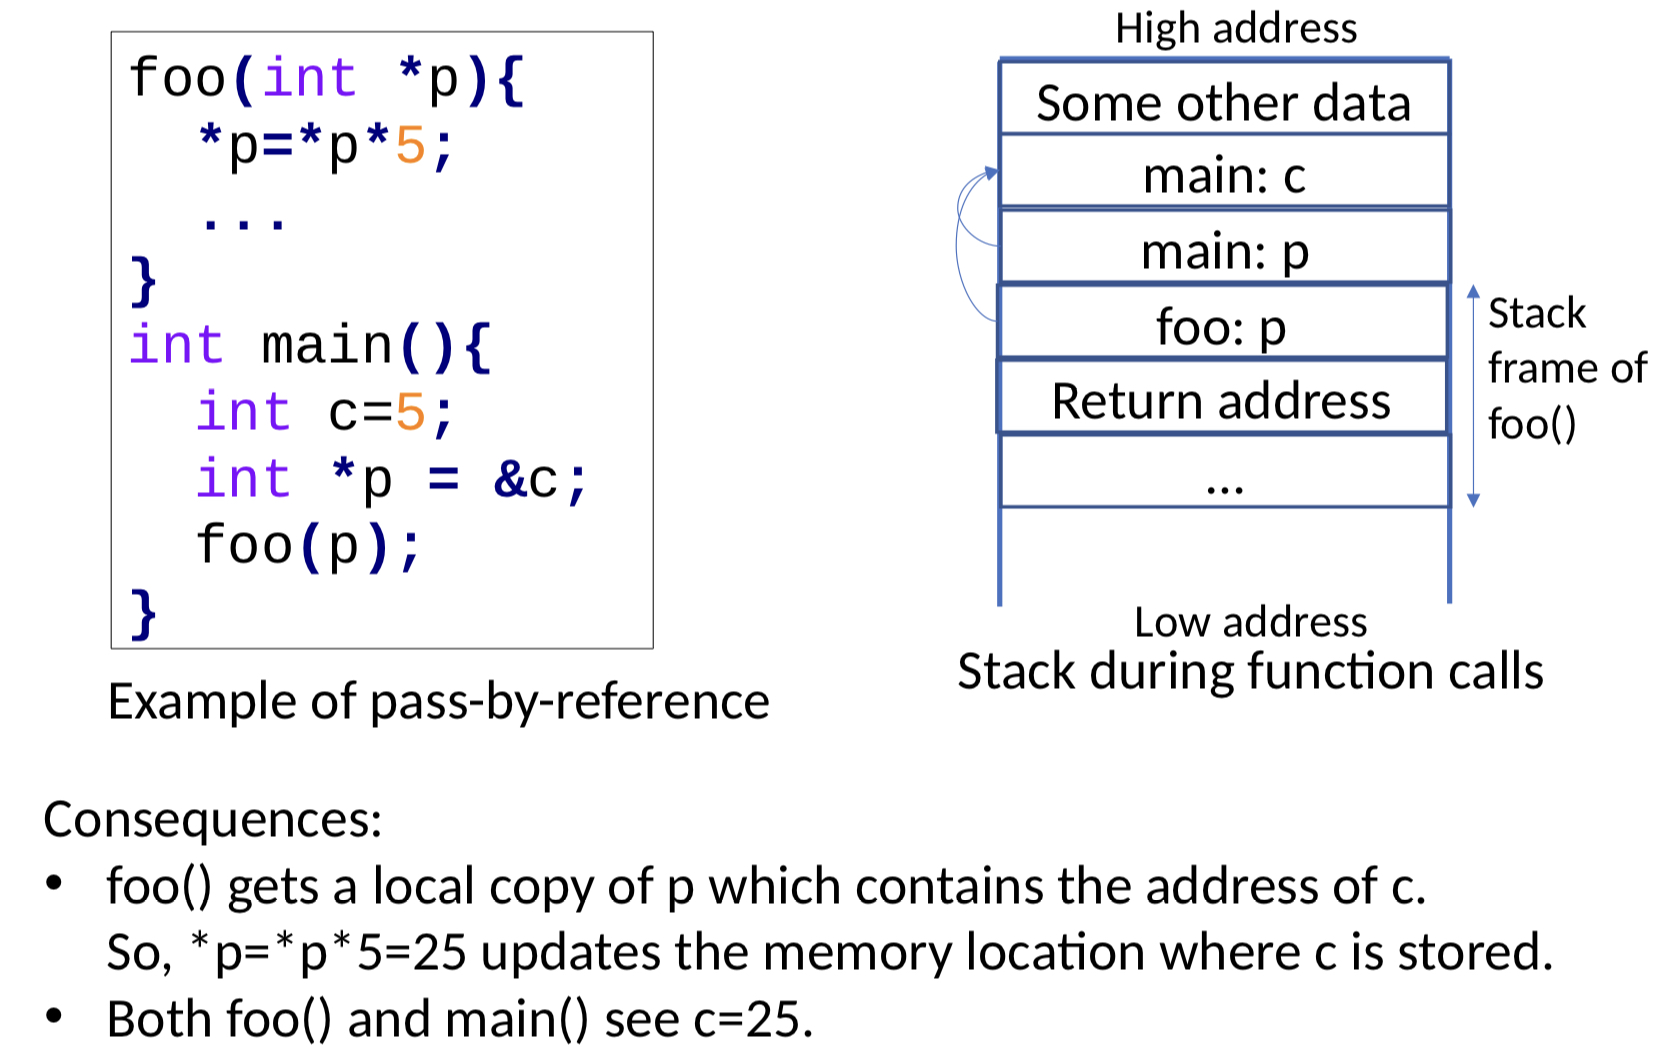 foo(int *p){
*p=*p*5;
...
}
int main(){
int c=5;
int *p = &c;
foo(p);
}
Example of pass-by-reference
High address
Some other data
main: c
main: p
foo: p
Return address
...
Stack
frame of
foo()
Low address
Stack during function calls
Consequences:
• foo() gets a local copy of p which contains the address of c.
So, *p=*p*5=25 updates the memory location where c is stored.
• Both foo() and main() see c=25.